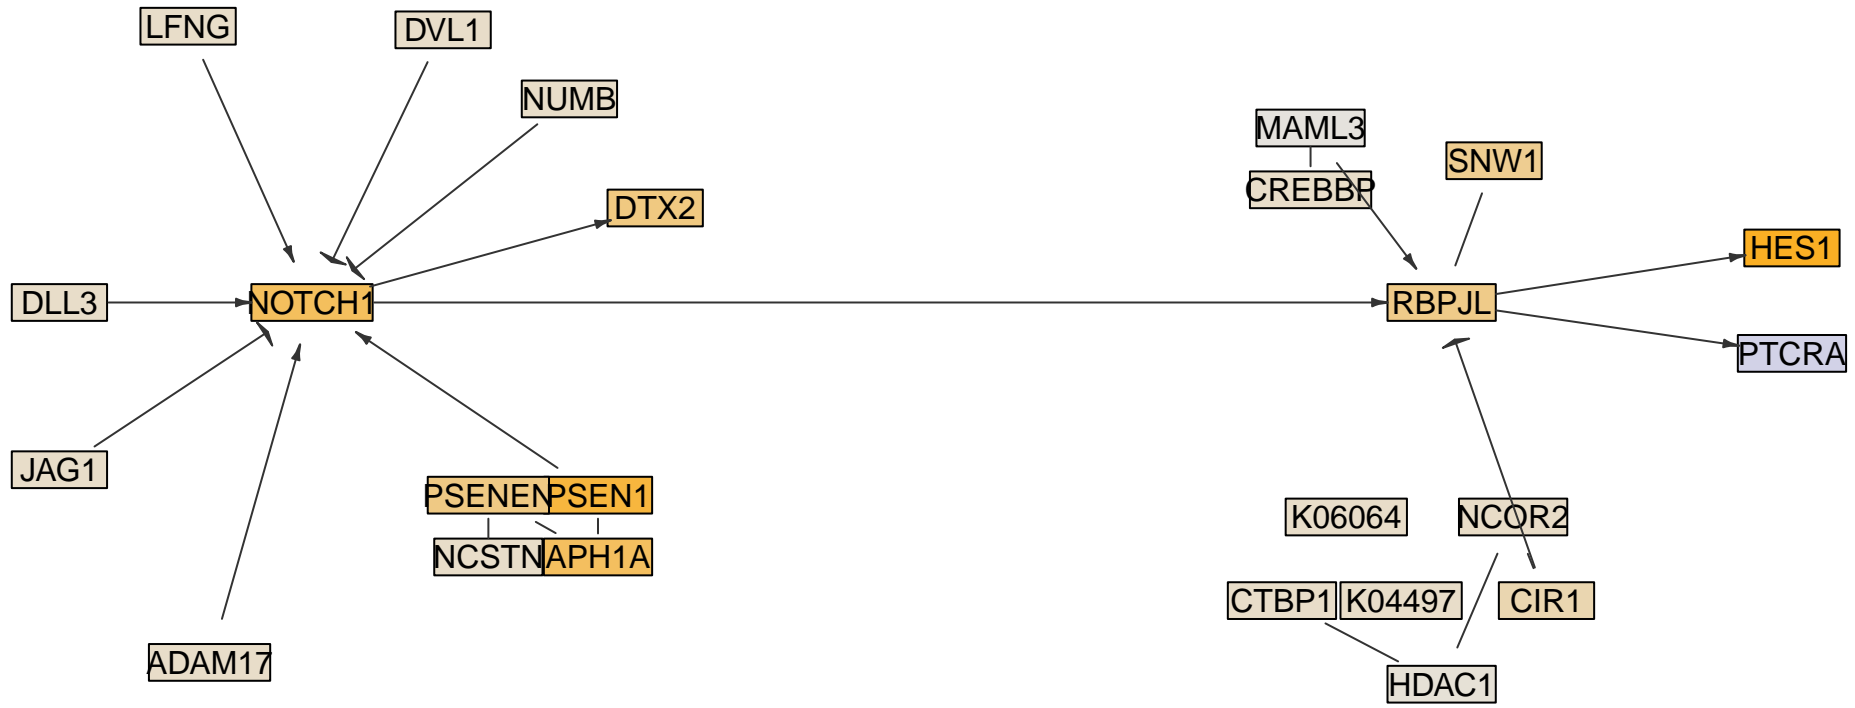 LFNG
DVL1
NUMB
MAML3
SNW1
CREBBP
DTX2
HES1
DLL3
NOTCH1
RBPJL
PTCRA
JAG1
PSENEN
PSEN1
K06064
NCOR2
NCSTN
APH1A
CTBP1
K04497
CIR1
ADAM17
HDAC1